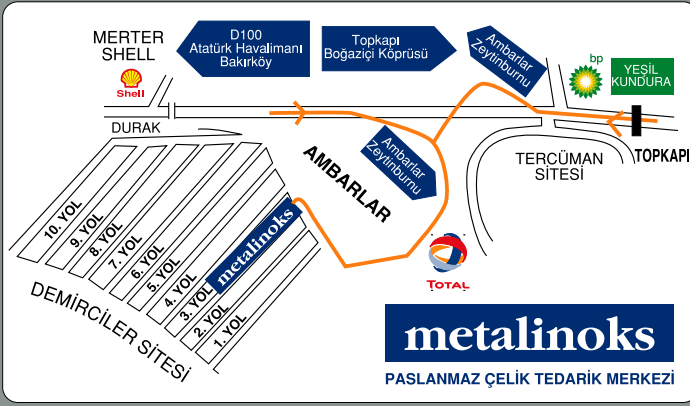 MERTER
SHELL
Shell
D100
Atatürk Havalimanı
Bakırköy
Topkapı
Boğaziçi Köprüsü
Ambarlar
Zeytinburnu
bp
YEŞİL
KUNDURA
DURAK
AMBARLAR
Ambarlar
Zeytinburnu
TERCÜMAN
SİTESİ
TOPKAPI
10. YOL
9. YOL
8. YOL
7. YOL
6. YOL
5. YOL
4. YOL
3. YOL
metalinoks
2. YOL
1. YOL
DEMİRCİLER SİTESİ
TOTAL
metalinoks
PASLANMAZ ÇELİK TEDARİK MERKEZİ